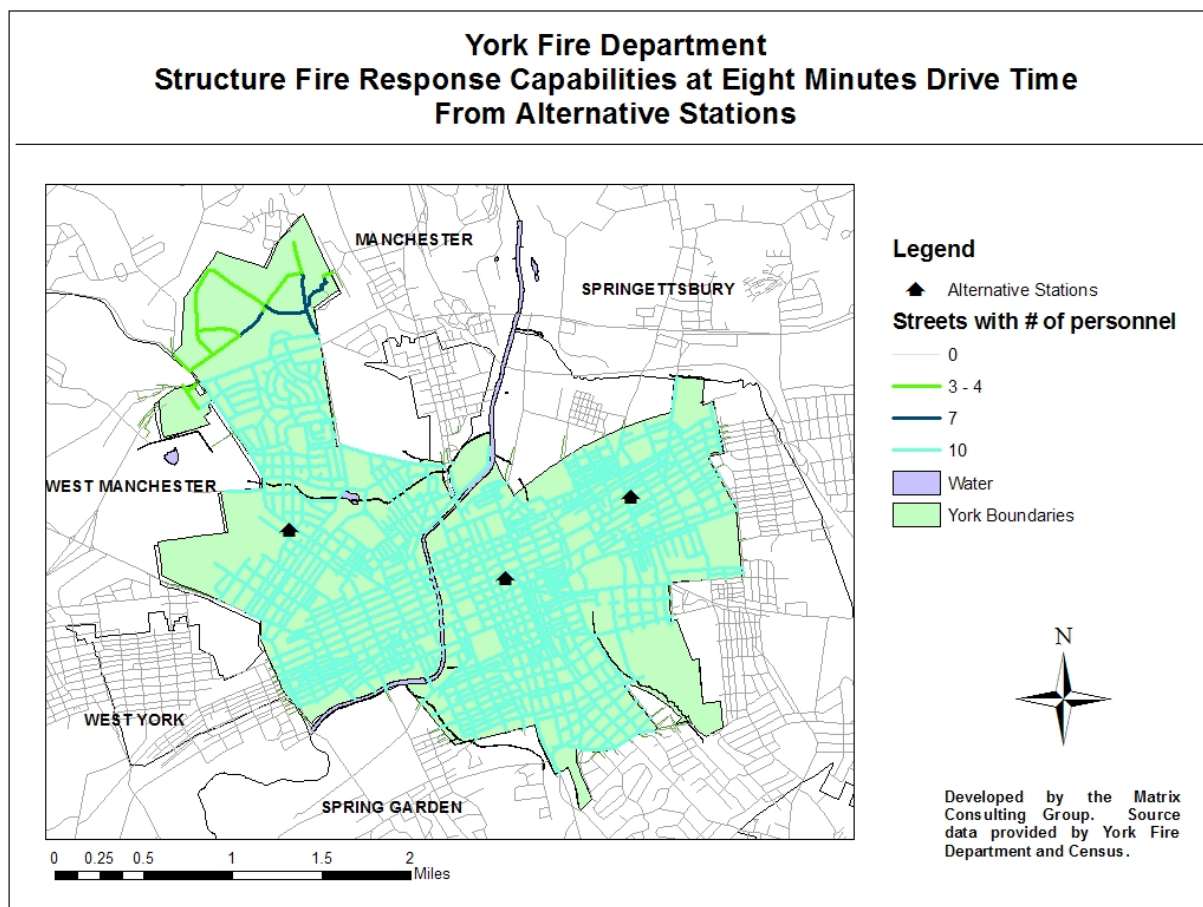 York Fire Department
Structure Fire Response Capabilities at Eight Minutes Drive Time
From Alternative Stations
MANCHESTER
SPRINGETTSBURY
WEST MANCHESTER
WEST YORK
SPRING GARDEN
Legend
Alternative Stations
Streets with # of personnel
0
3 - 4
7
10
Water
York Boundaries
N
Developed by the Matrix
Consulting Group. Source
data provided by York Fire
Department and Census.
0 0.25 0.5 1 1.5 2
Miles